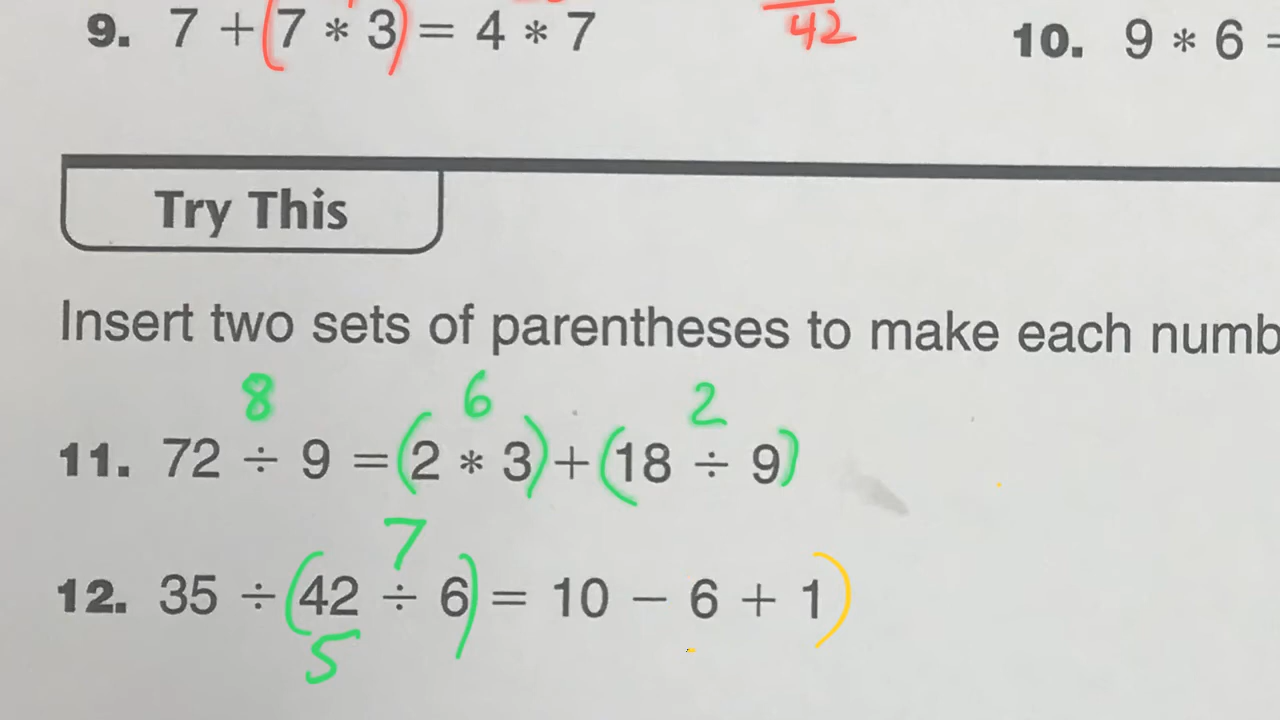 42
9. 7 + (7 * 3) = 4 * 7
10. 9 * 6 =
Try This
Insert two sets of parentheses to make each numb
8 6 2
11. 72 ÷ 9 = (2 * 3) + (18 ÷ 9)
7
12. 35 ÷ (42 ÷ 6) = 10 − 6 + 1)
5